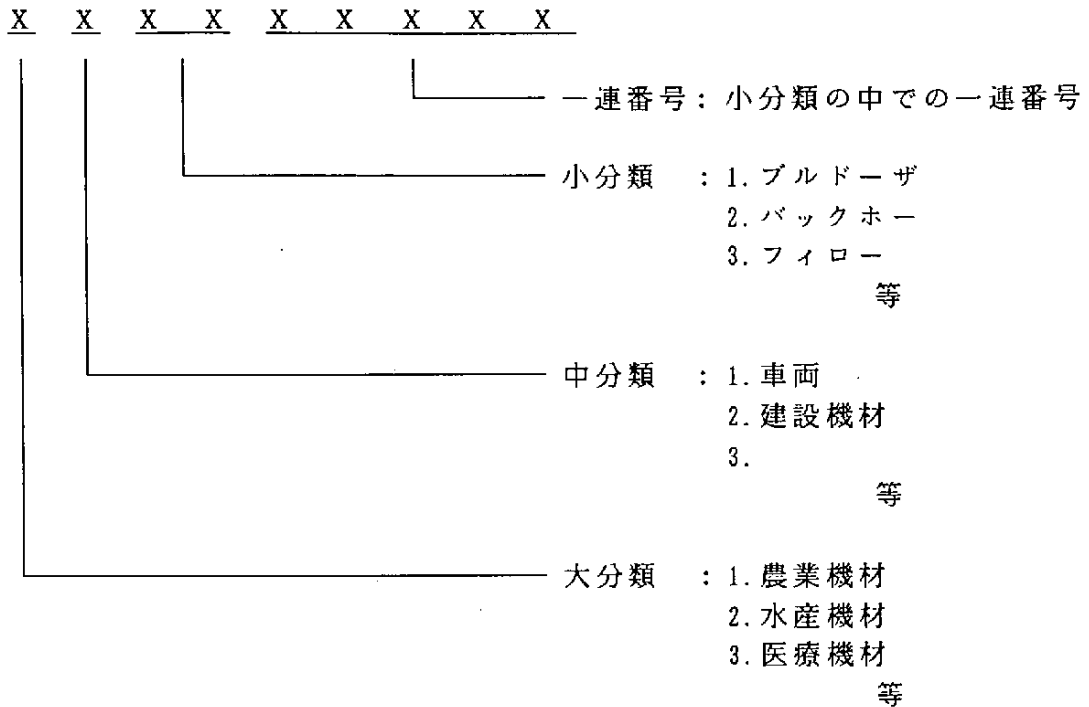 X X X X X X X X X
一連番号: 小分類の中での一連番号
小分類 : 1. ブルドーザ
2. バックホー
3. フィロー
等
中分類 : 1. 車両
2. 建設機材
3.
等
大分類 : 1. 農業機材
2. 水産機材
3. 医療機材
等